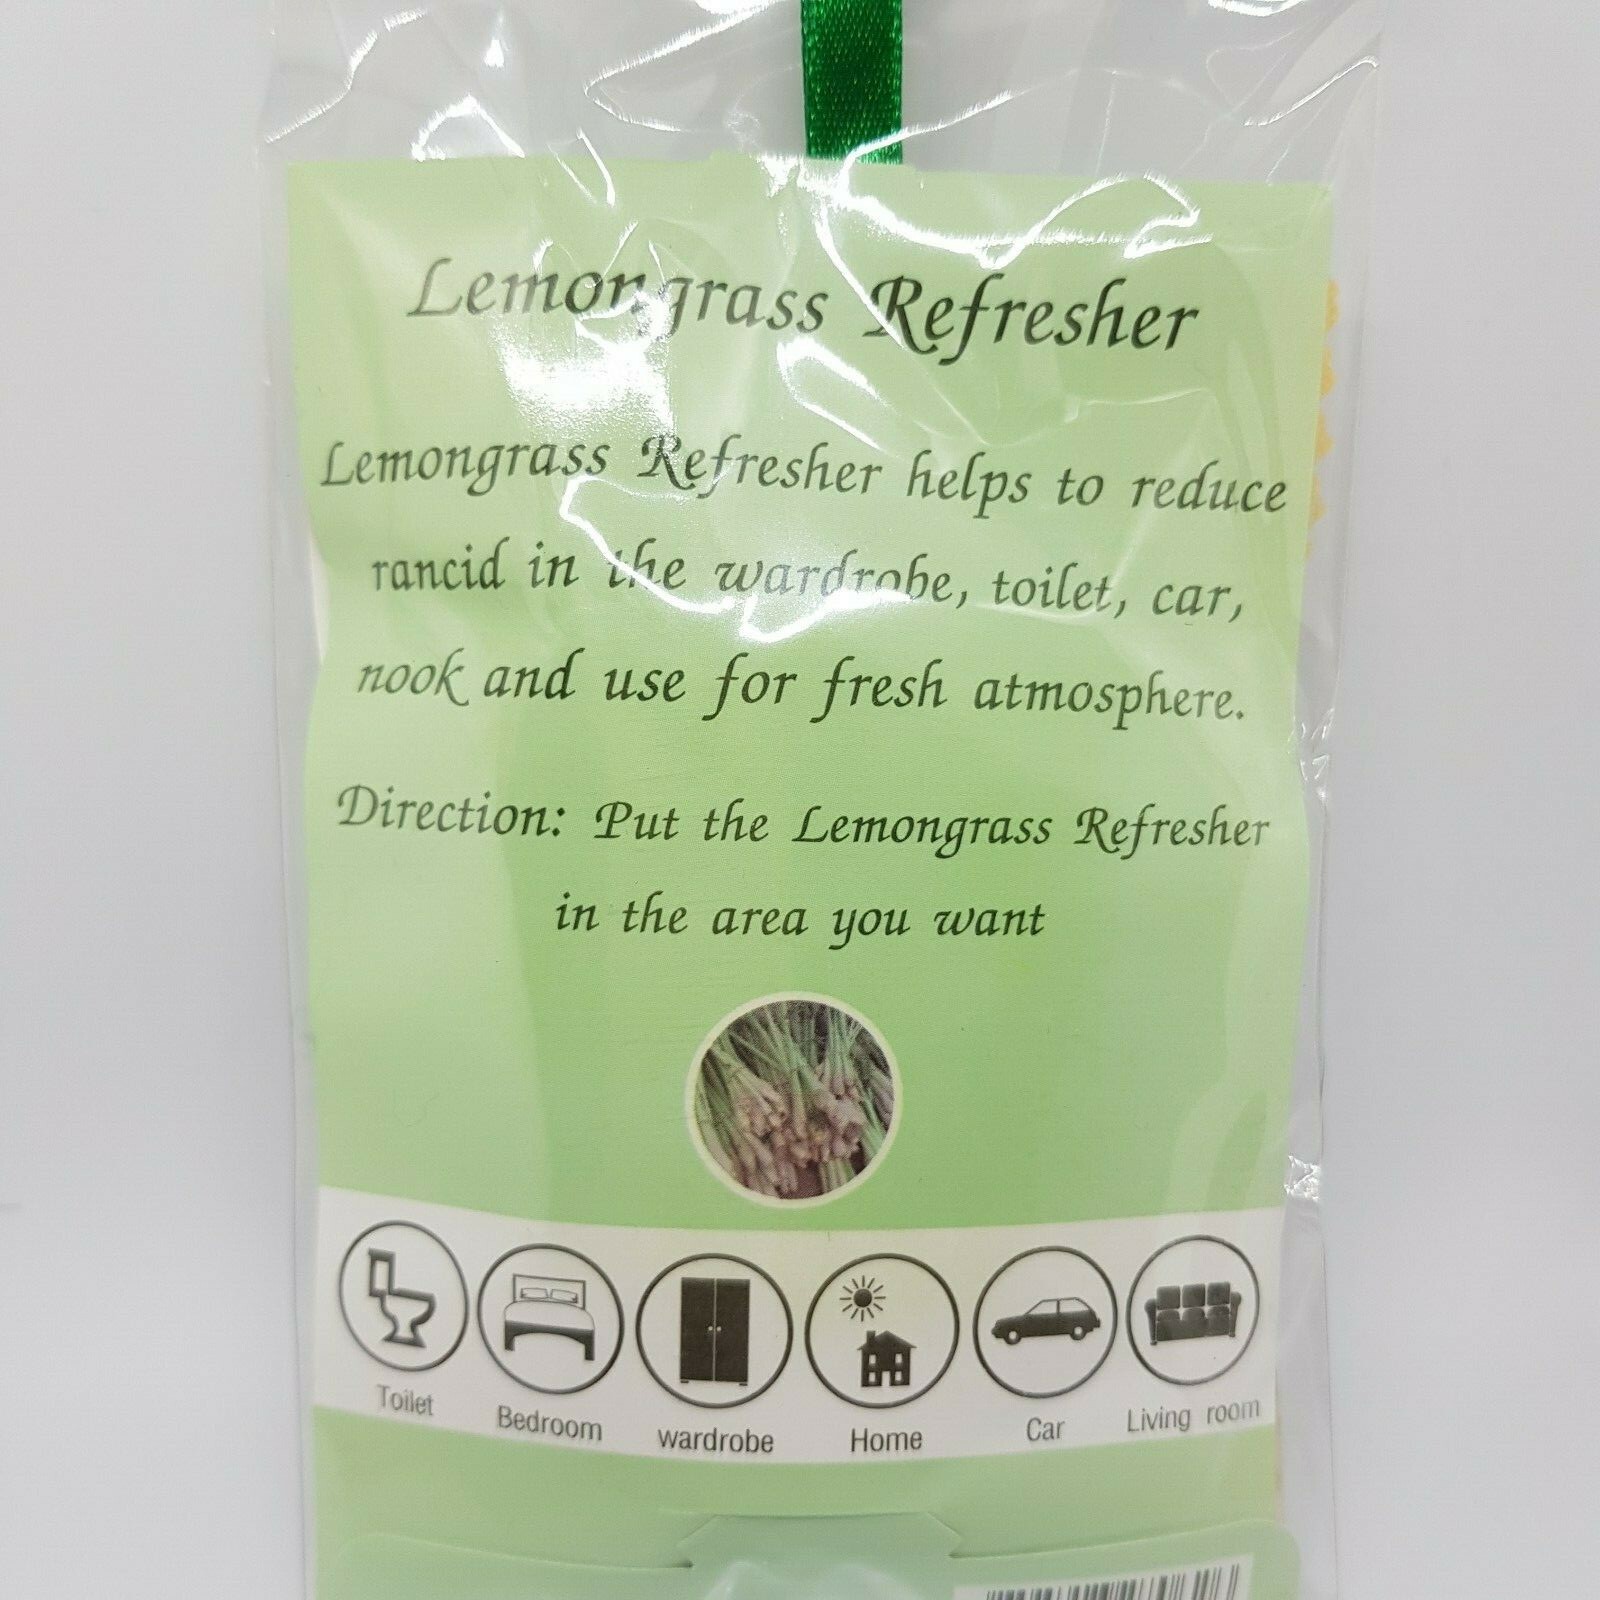 Lemongrass Refresher
Lemongrass Refresher helps to reduce
rancid in the wardrobe, toilet, car,
nook and use for fresh atmosphere.
Direction: Put the Lemongrass Refresher
in the area you want
Toilet
Bedroom
wardrobe
Home
Car
Living room